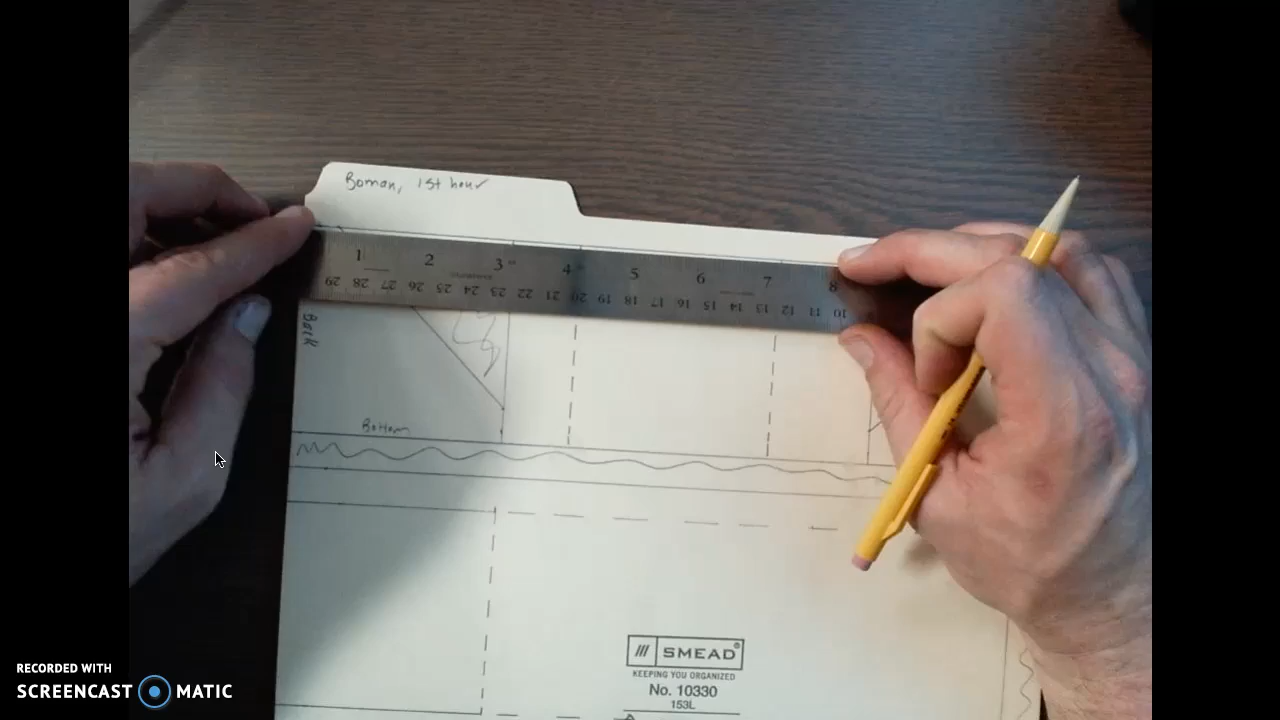 Boman, 1st hour
1 2 3 4 5 6 7 8
29 28 27 26 25 24 23 22 21 20 19 18 17 16 15 14 13 12 11 10
Back
Bottom
SMEAD®
KEEPING YOU ORGANIZED
No. 10330
153L
RECORDED WITH
SCREENCAST MATIC